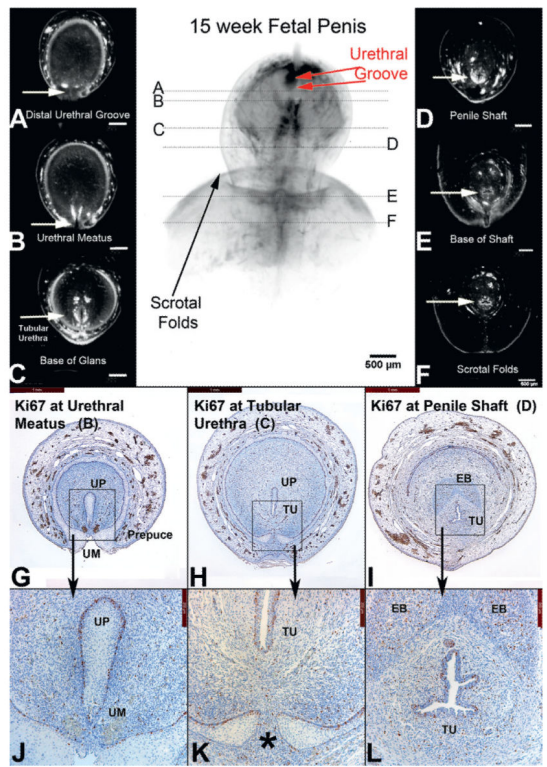 15 week Fetal Penis
Urethral
Groove
A
B
C
D
E
F
Scrotal
Folds
500 µm
A
Distal Urethral Groove
B
Urethral Meatus
Tubular
Urethra
C
Base of Glans
D
Penile Shaft
E
Base of Shaft
F
Scrotal Folds
500 µm
Ki67 at Urethral
Meatus (B)
UP
Prepuce
UM
G
Ki67 at Tubular
Urethra (C)
UP
TU
H
Ki67 at Penile Shaft (D)
EB
TU
I
UP
UM
J
TU
*
K
EB EB
TU
L